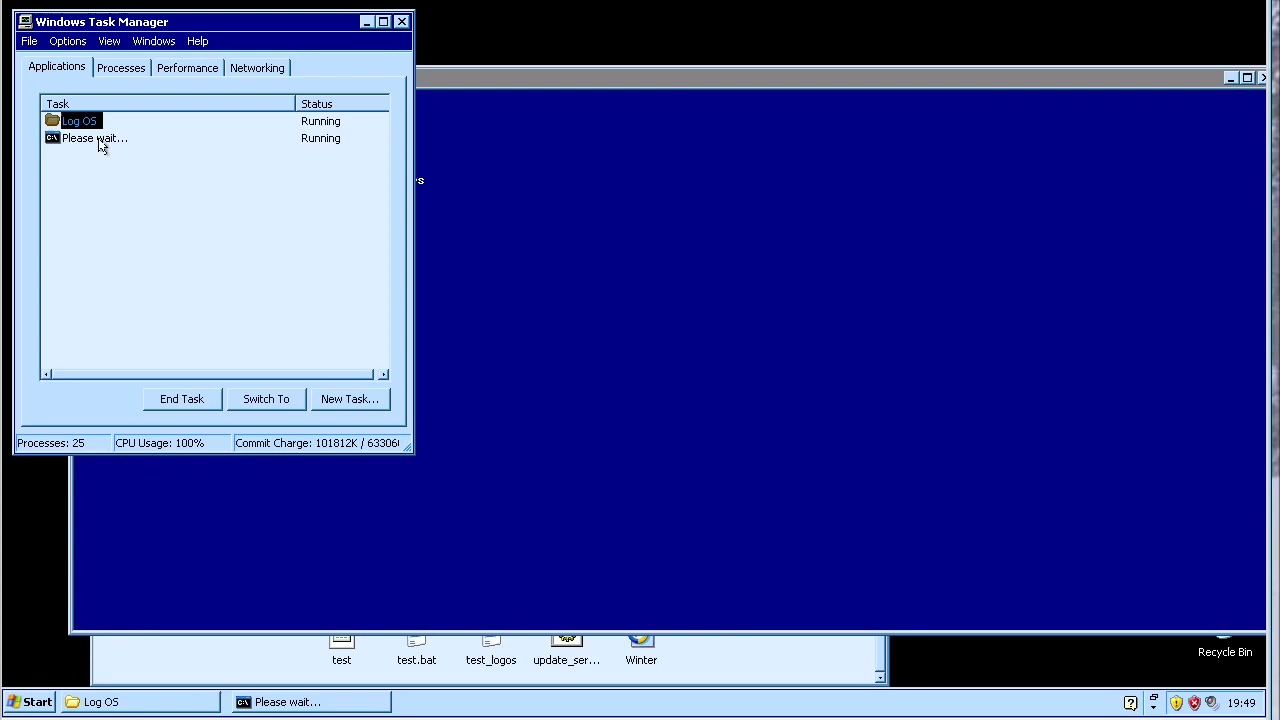 Windows Task Manager
File Options View Windows Help
Applications Processes Performance Networking
Task Status
Log OS Running
Please wait... Running
End Task Switch To New Task...
Processes: 25 CPU Usage: 100% Commit Charge: 101812K /
test test.bat test_logos update_ser... Winter
Recycle Bin
Start Log OS Please wait... 19:49